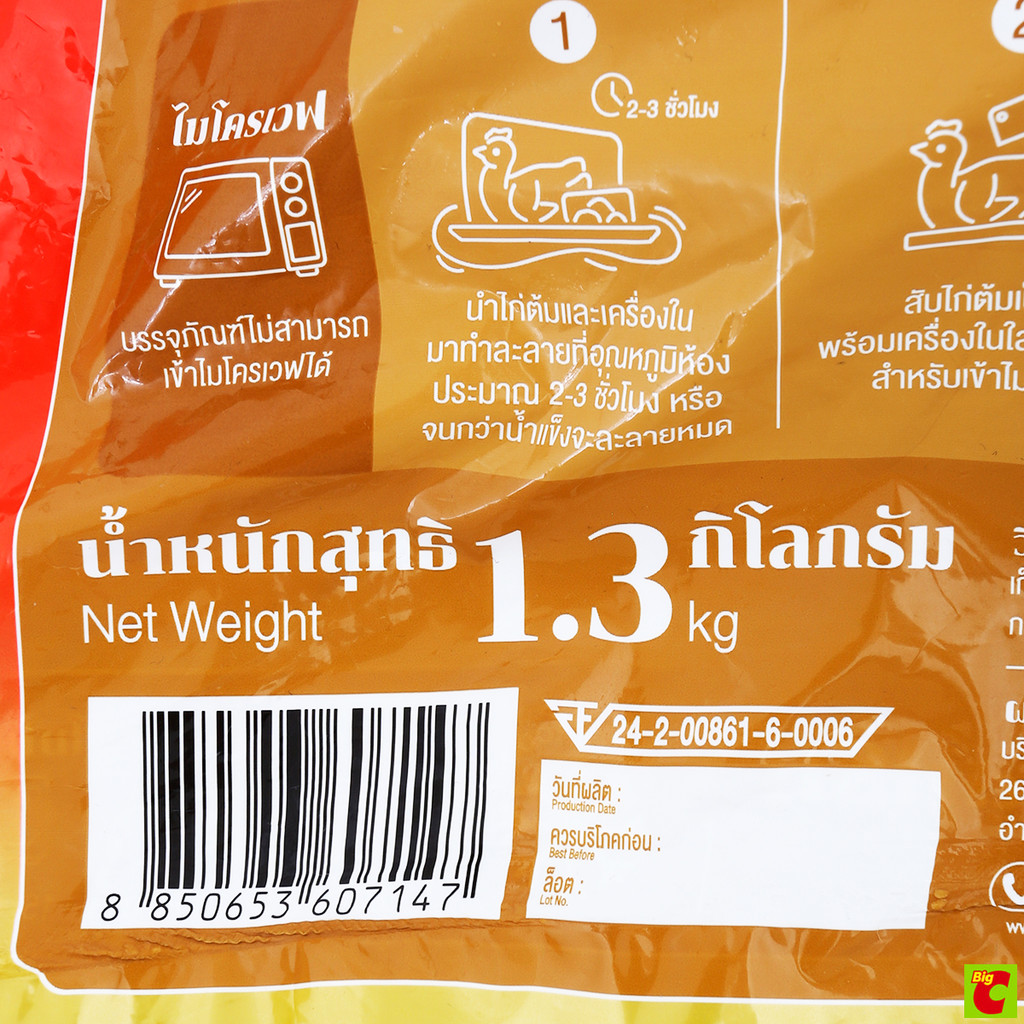 ไมโครเวฟ
บรรจุภัณฑ์ไม่สามารถ
เข้าไมโครเวฟได้
1
2-3 ชั่วโมง
นำไก่ต้มและเครื่องใน
มาทำละลายที่อุณหภูมิห้อง
ประมาณ 2-3 ชั่วโมง หรือ
จนกว่าน้ำแข็งจะละลายหมด
2
สับไก่ต้ม
พร้อมเครื่องใน
สำหรับเข้า
น้ำหนักสุทธิ 1.3 กิโลกรัม
Net Weight kg
8 850653 607147
24-2-00861-6-0006
วันที่ผลิต :
Production Date
ควรบริโภคก่อน :
Best Before
ล็อต :
Lot No.
26
Big C